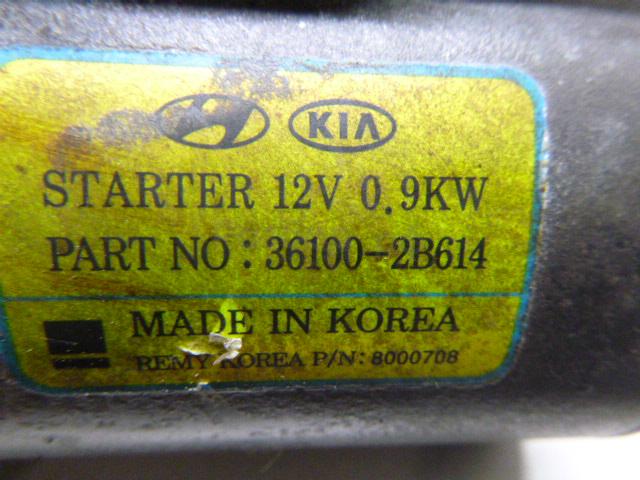 KIA
STARTER 12V 0.9KW
PART NO : 36100-2B614
MADE IN KOREA
REMY KOREA P/N: 8000708